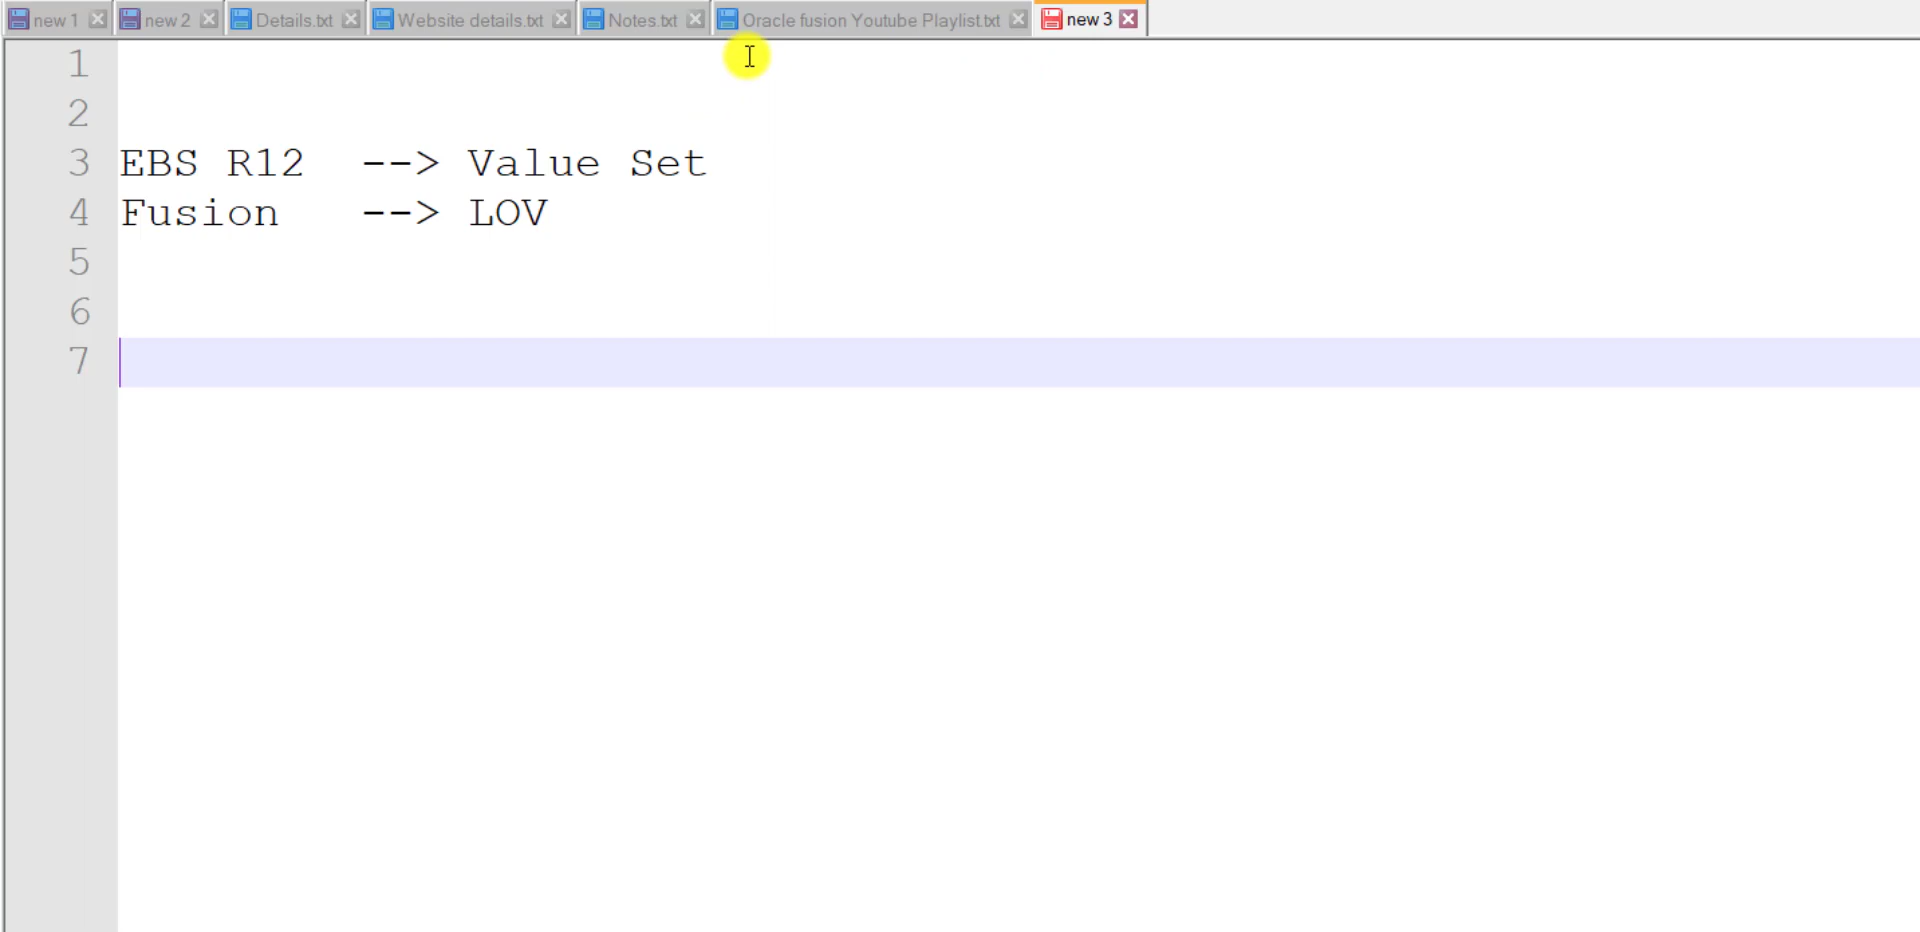 new 1 new 2 Details.txt Website details.txt Notes.txt Oracle fusion Youtube Playlist.txt new 3
1
2
3 EBS R12 --> Value Set
4 Fusion --> LOV
5
6
7